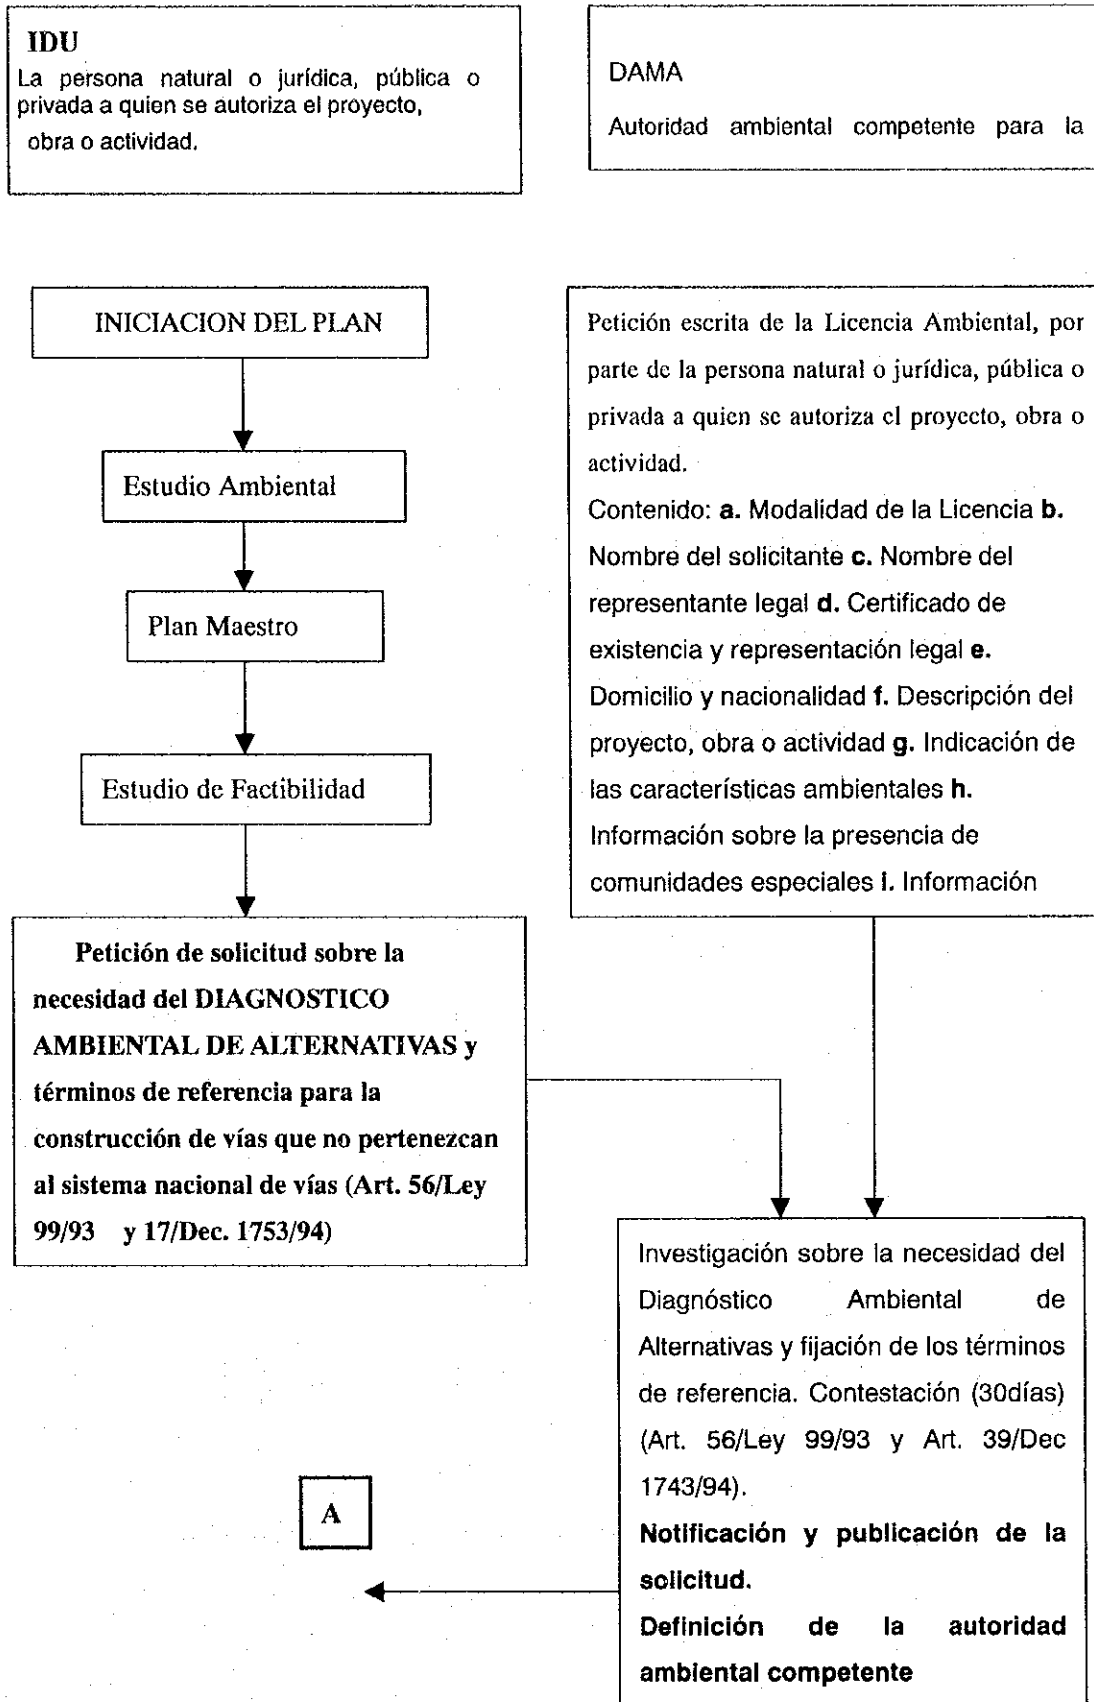 IDU
La persona natural o jurídica, pública o
privada a quien se autoriza el proyecto,
obra o actividad.
DAMA
Autoridad ambiental competente para la
INICIACION DEL PLAN
Estudio Ambiental
Plan Maestro
Estudio de Factibilidad
Petición de solicitud sobre la
necesidad del DIAGNOSTICO
AMBIENTAL DE ALTERNATIVAS y
términos de referencia para la
construcción de vías que no pertenezcan
al sistema nacional de vías (Art. 56/Ley
99/93 y 17/Dec. 1753/94)
Petición escrita de la Licencia Ambiental, por
parte de la persona natural o jurídica, pública o
privada a quien se autoriza el proyecto, obra o
actividad.
Contenido: a. Modalidad de la Licencia b.
Nombre del solicitante c. Nombre del
representante legal d. Certificado de
existencia y representación legal e.
Domicilio y nacionalidad f. Descripción del
proyecto, obra o actividad g. Indicación de
las características ambientales h.
Información sobre la presencia de
comunidades especiales i. Información
Investigación sobre la necesidad del
Diagnóstico Ambiental de
Alternativas y fijación de los términos
de referencia. Contestación (30días)
(Art. 56/Ley 99/93 y Art. 39/Dec
1743/94).
Notificación y publicación de la
solicitud.
Definición de la autoridad
ambiental competente
A